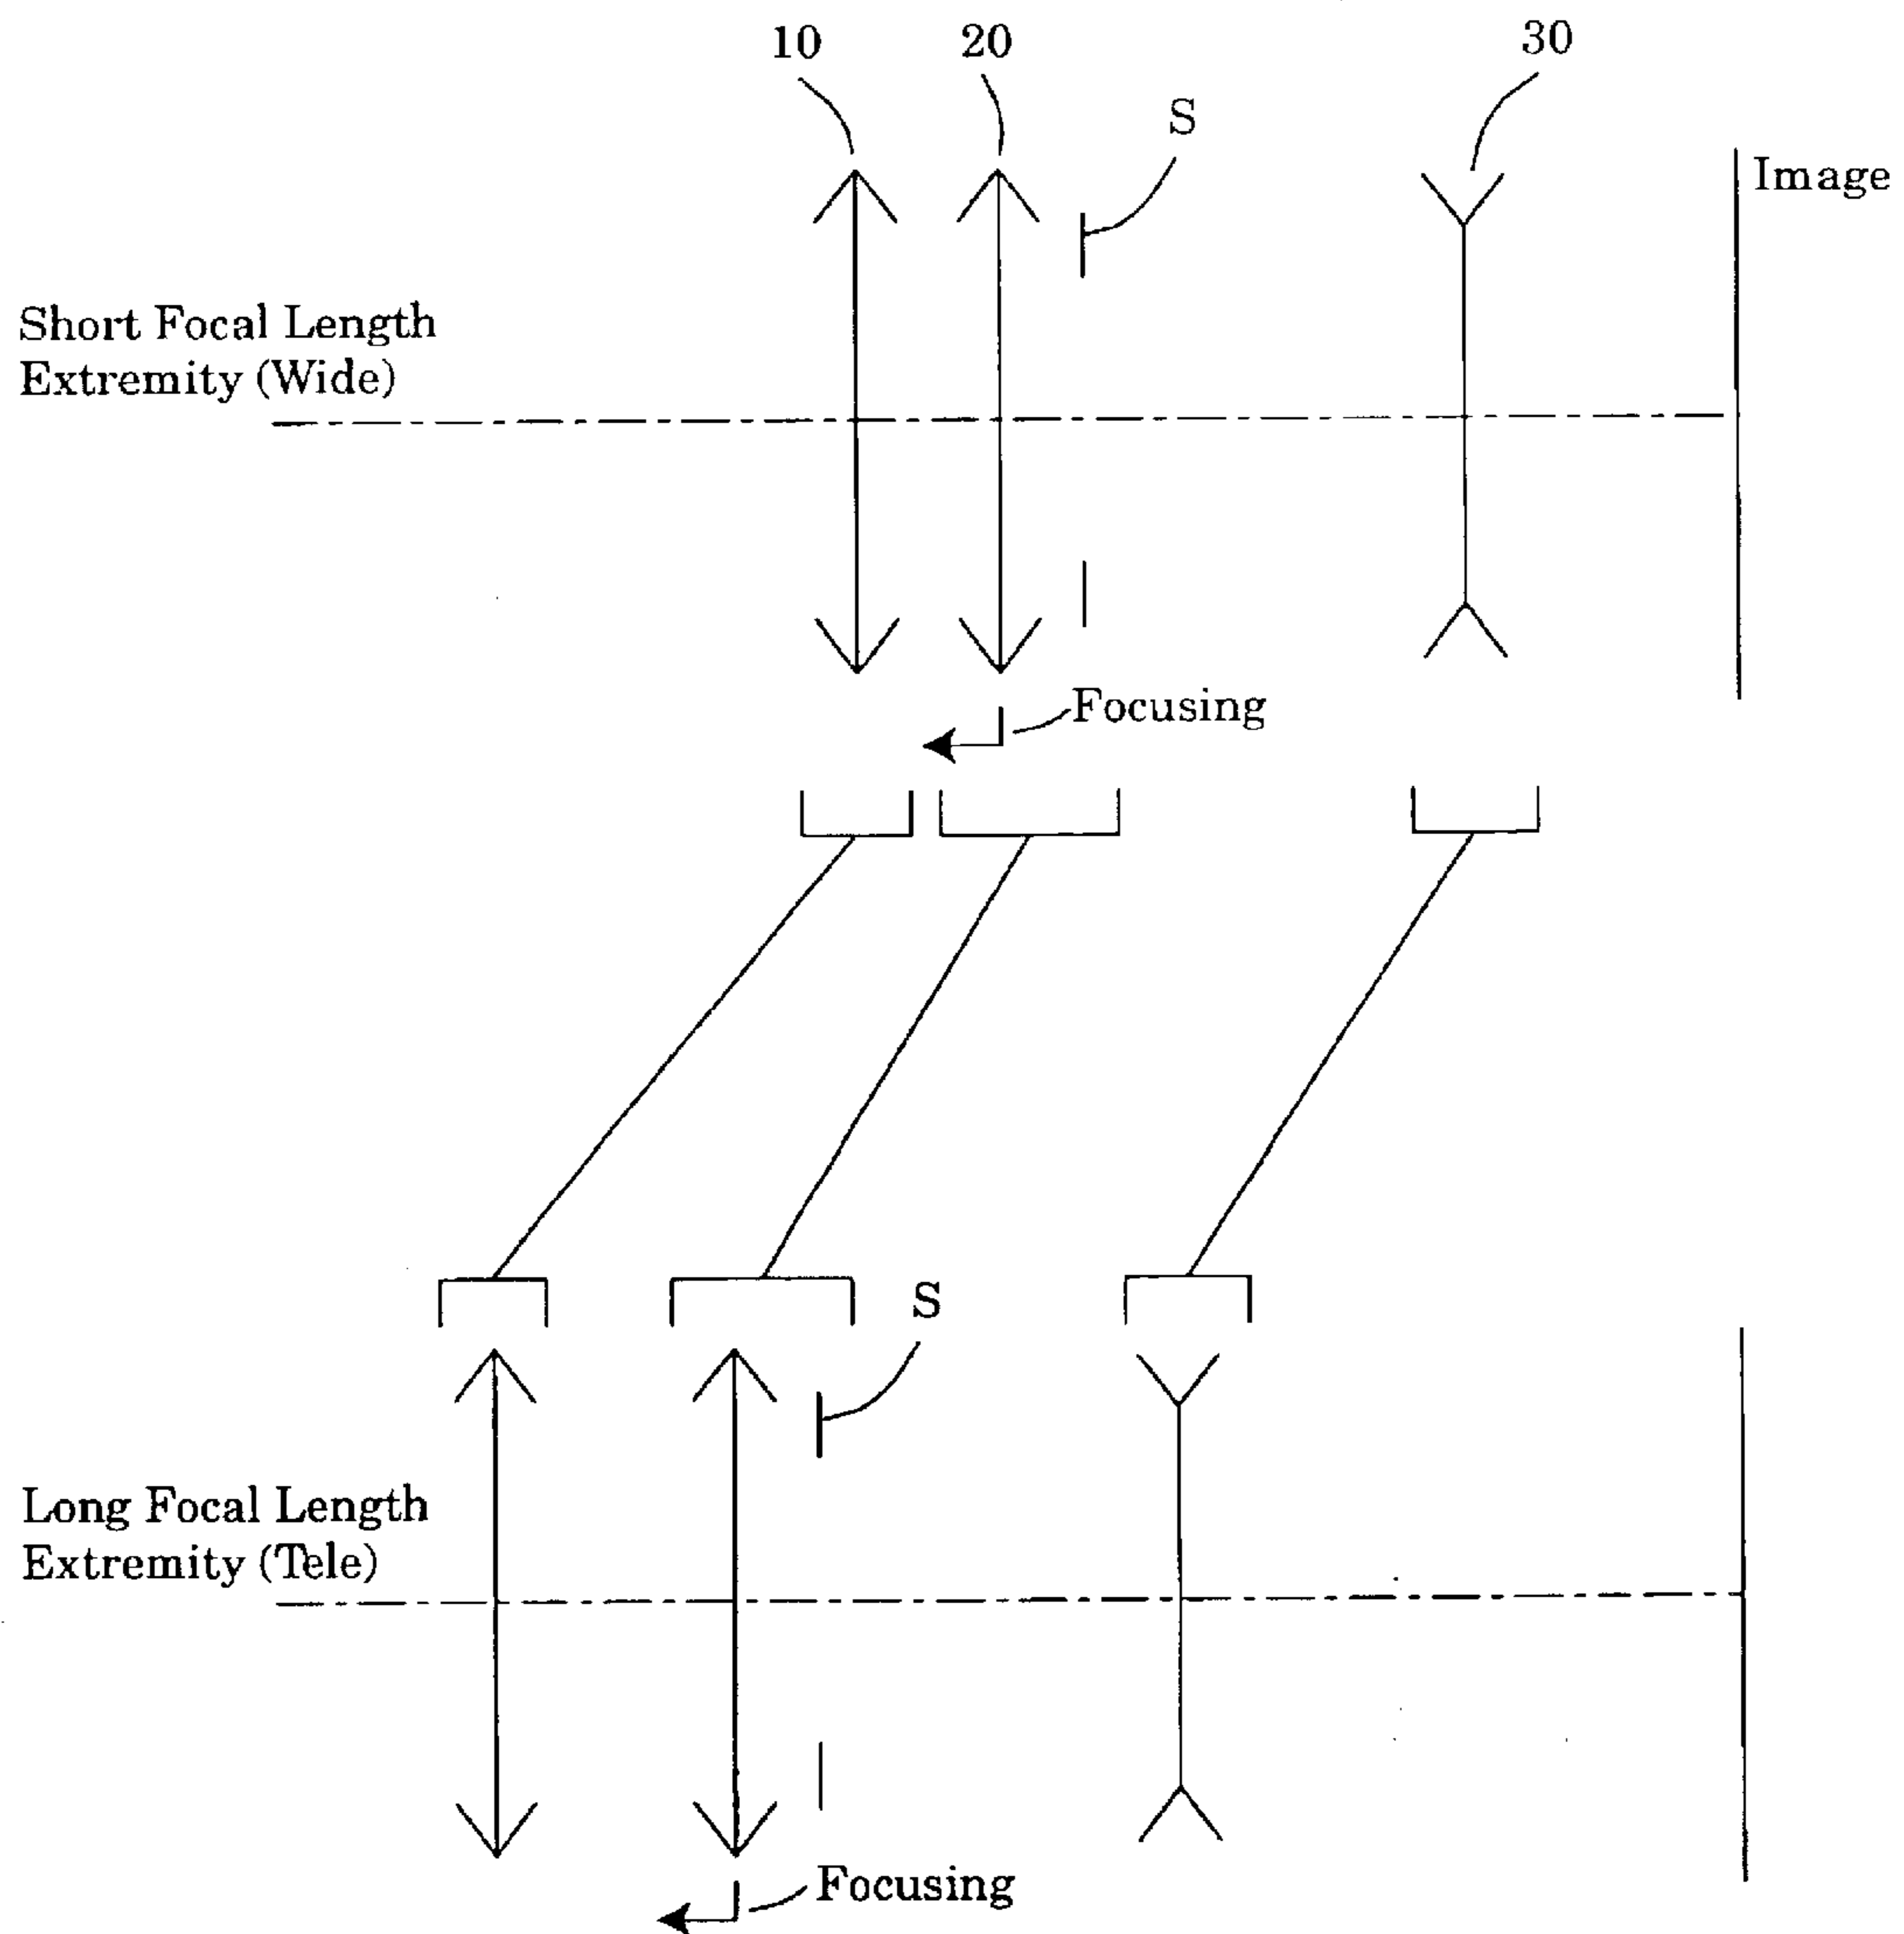 10
20
30
S
Image
Short Focal Length
Extremity (Wide)
Focusing
S
Long Focal Length
Extremity (Tele)
Focusing